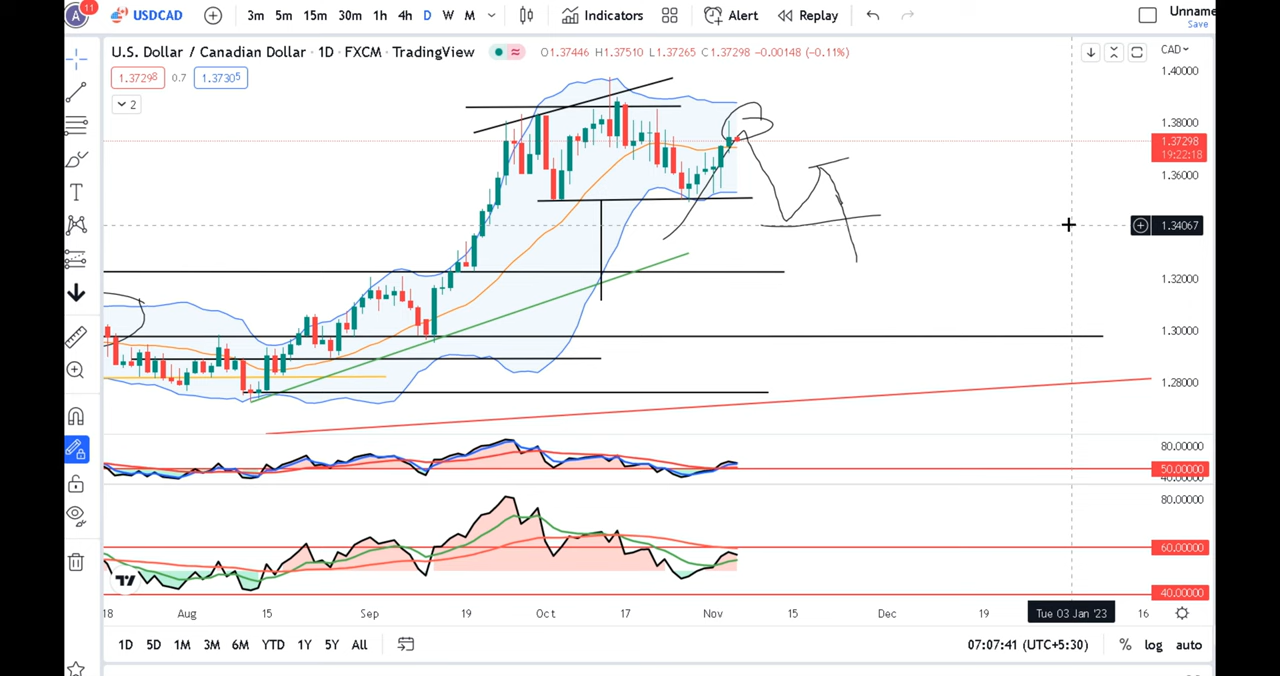 A 11 USDCAD 3m 5m 15m 30m 1h 4h D W M Indicators Alert Replay Unname
Save
U.S. Dollar / Canadian Dollar · 1D · FXCM · TradingView O1.37446 H1.37510 L1.37265 C1.37298 −0.00148 (−0.11%) CAD
1.37298 0.7 1.37305
2
1.40000
1.38000
1.37298
19:22:18
1.36000
1.34067
1.32000
1.30000
1.28000
80.00000
50.00000
40.00000
80.00000
60.00000
40.00000
18 Aug 15 Sep 19 Oct 17 Nov 15 Dec 19 Tue 03 Jan '23 16
1D 5D 1M 3M 6M YTD 1Y 5Y All 07:07:41 (UTC+5:30) % log auto